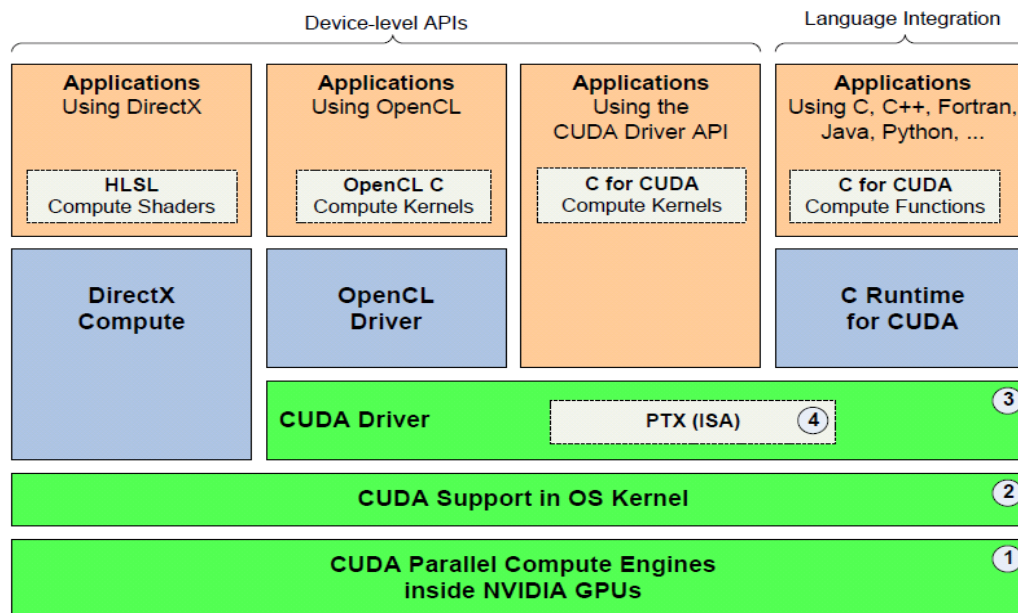 Device-level APIs
Language Integration
Applications
Using DirectX
HLSL
Compute Shaders
Applications
Using OpenCL
OpenCL C
Compute Kernels
Applications
Using the
CUDA Driver API
C for CUDA
Compute Kernels
Applications
Using C, C++, Fortran,
Java, Python, ...
C for CUDA
Compute Functions
DirectX
Compute
OpenCL
Driver
C Runtime
for CUDA
CUDA Driver
PTX (ISA)
4
3
CUDA Support in OS Kernel
2
CUDA Parallel Compute Engines
inside NVIDIA GPUs
1